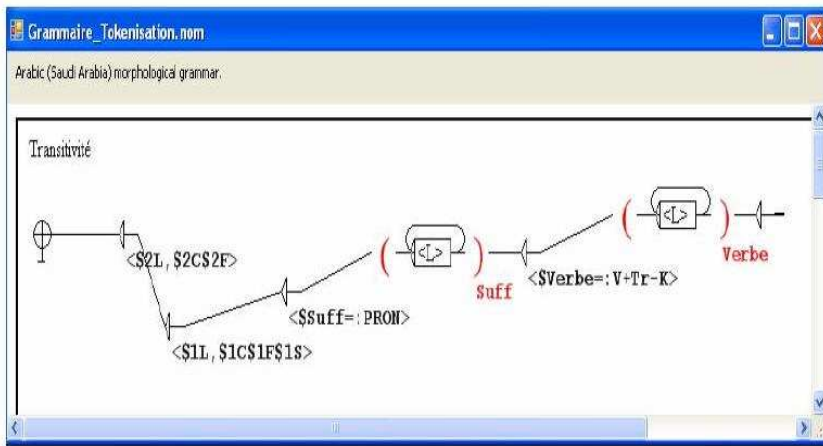 Grammaire_Tokenisation.nom
Arabic (Saudi Arabia) morphological grammar.
Transitivité
<$2L,$2C$2F>
<$1L,$1C$1F$1S>
<$Suff=:PRON>
(
<L>
)
Suff
<$Verbe=:V+Tr-K>
(
<L>
)
Verbe